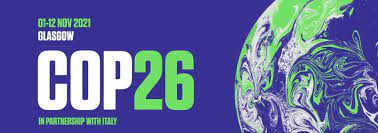 01-12 NOV 2021
GLASGOW
COP26
IN PARTNERSHIP WITH ITALY